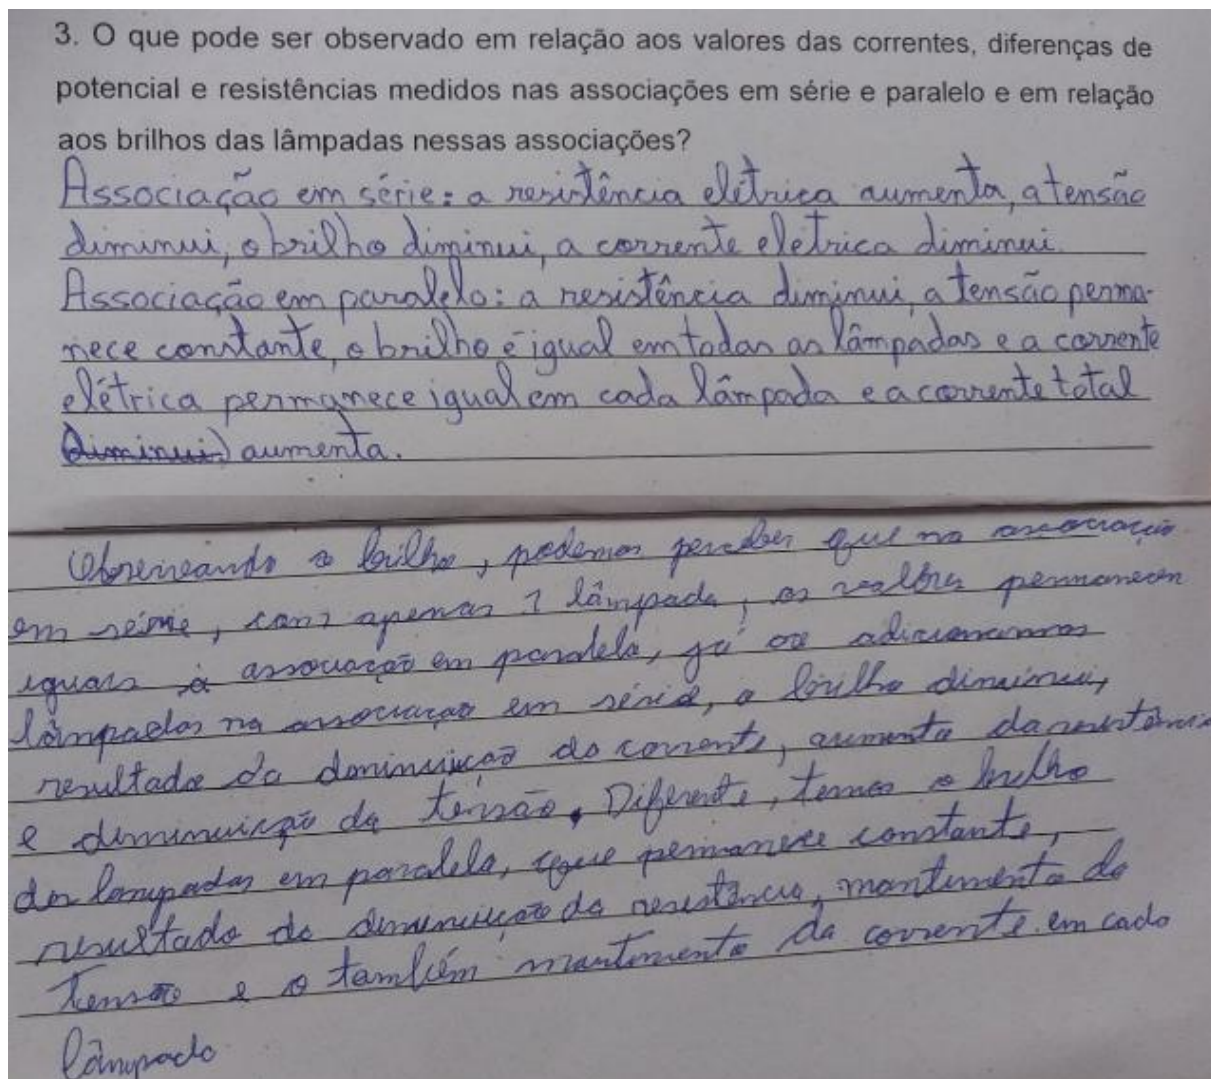 3. O que pode ser observado em relação aos valores das correntes, diferenças de
potencial e resistências medidos nas associações em série e paralelo e em relação
aos brilhos das lâmpadas nessas associações?
Associação em série: a resistência elétrica aumenta, a tensão
diminui, o brilho diminui, a corrente eletrica diminui.
Associação em paralelo: a resistência diminui, a tensão perma-
nece constante, o brilho é igual em todas as lâmpadas e a corrente
elétrica permanece igual em cada lâmpada e a corrente total
(diminui) aumenta.
Observando o brilho, podemos perceber que na associação
em série, com apenas 1 lâmpada, os valores permanecem
iguais à associação em paralelo, já ao adicionarmos
lâmpadas na associação em série, o brilho diminui,
resultado da diminuição da corrente, aumento da resistência
e diminuição da tensão. Diferente, temos o brilho
das lampadas em paralelo, que permanece constante,
resultado da diminuição da resistência, mantimento da
tensão e o também mantimento da corrente em cada
lâmpada